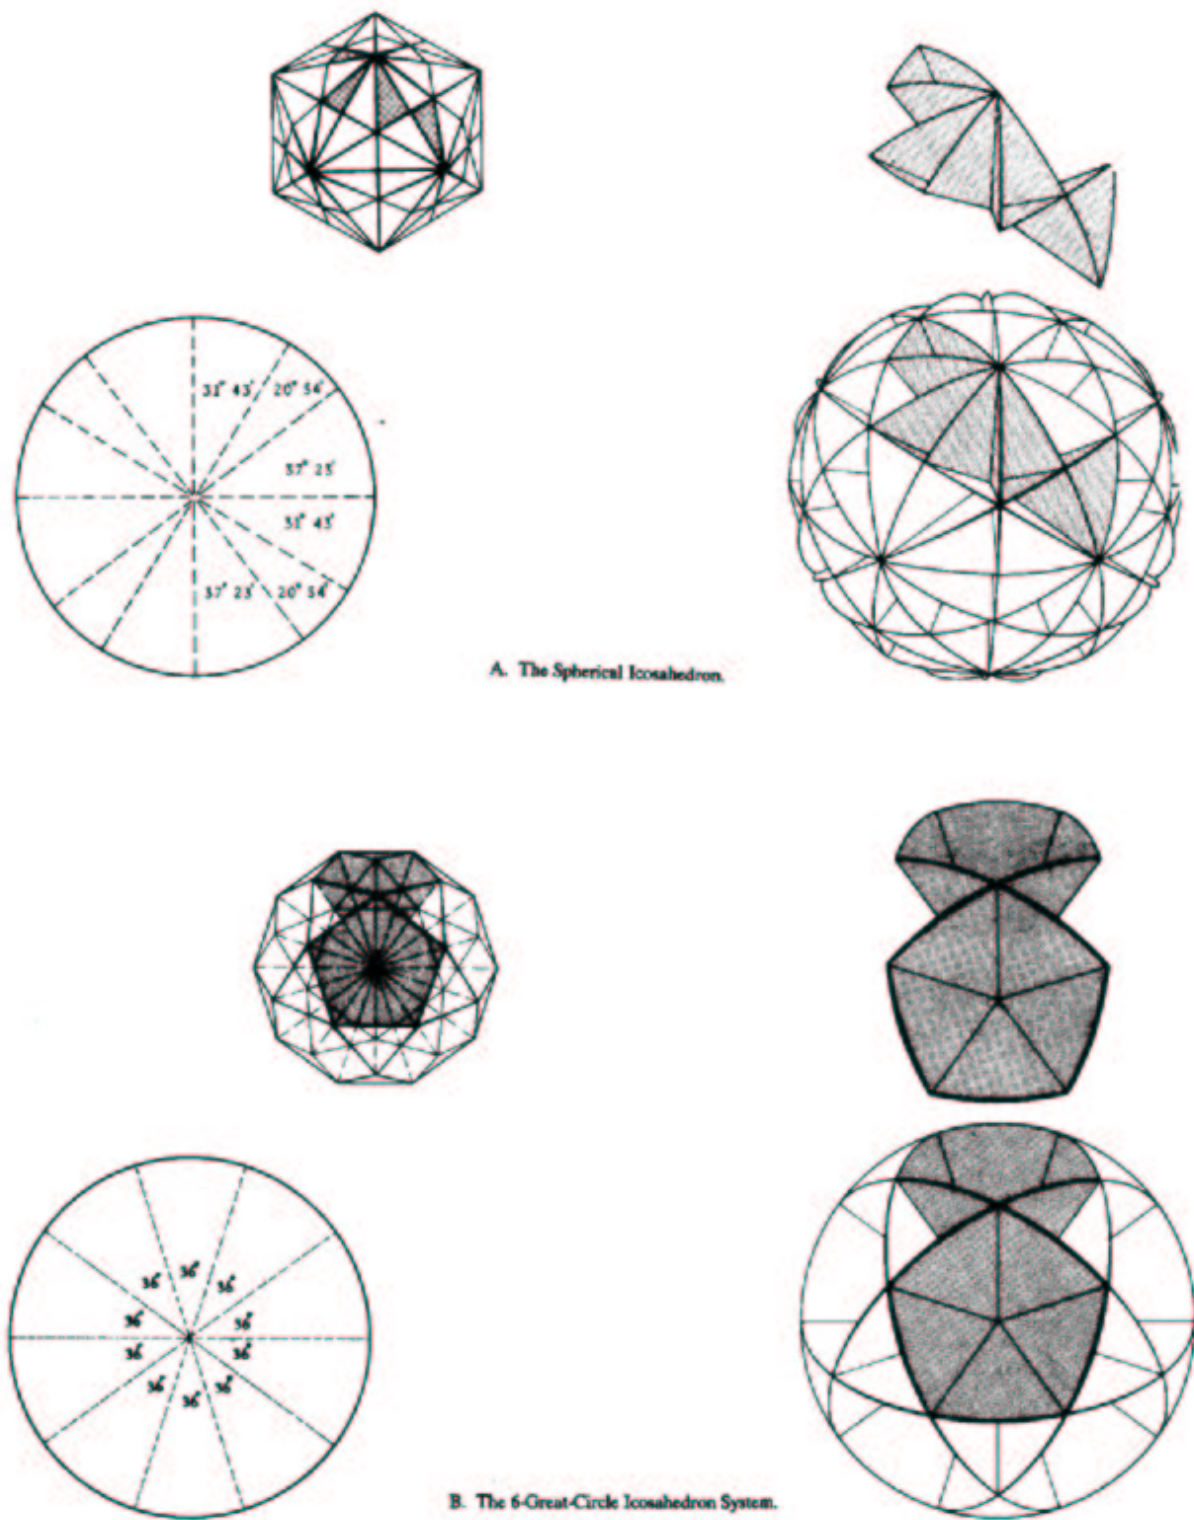 31° 43' 20° 54'
37° 23'
31° 43'
37° 23' 20° 54'
A. The Spherical Icosahedron.
36° 36° 36°
36° 36°
36° 36°
36° 36° 36°
B. The 6-Great-Circle Icosahedron System.